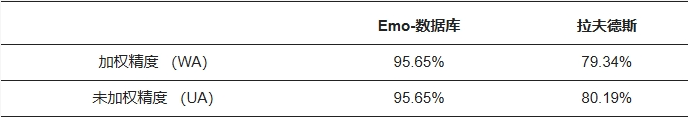 Emo-数据库 拉夫德斯
加权精度 (WA) 95.65% 79.34%
未加权精度 (UA) 95.65% 80.19%